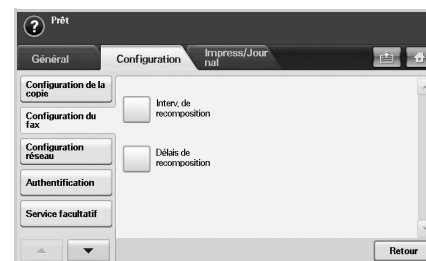 ? Prêt
Général
Configuration
Impress/Jour
nal
Configuration de la
copie
Configuration du
fax
Configuration
réseau
Authentification
Service facultatif
Interv. de
recomposition
Délais de
recomposition
Retour